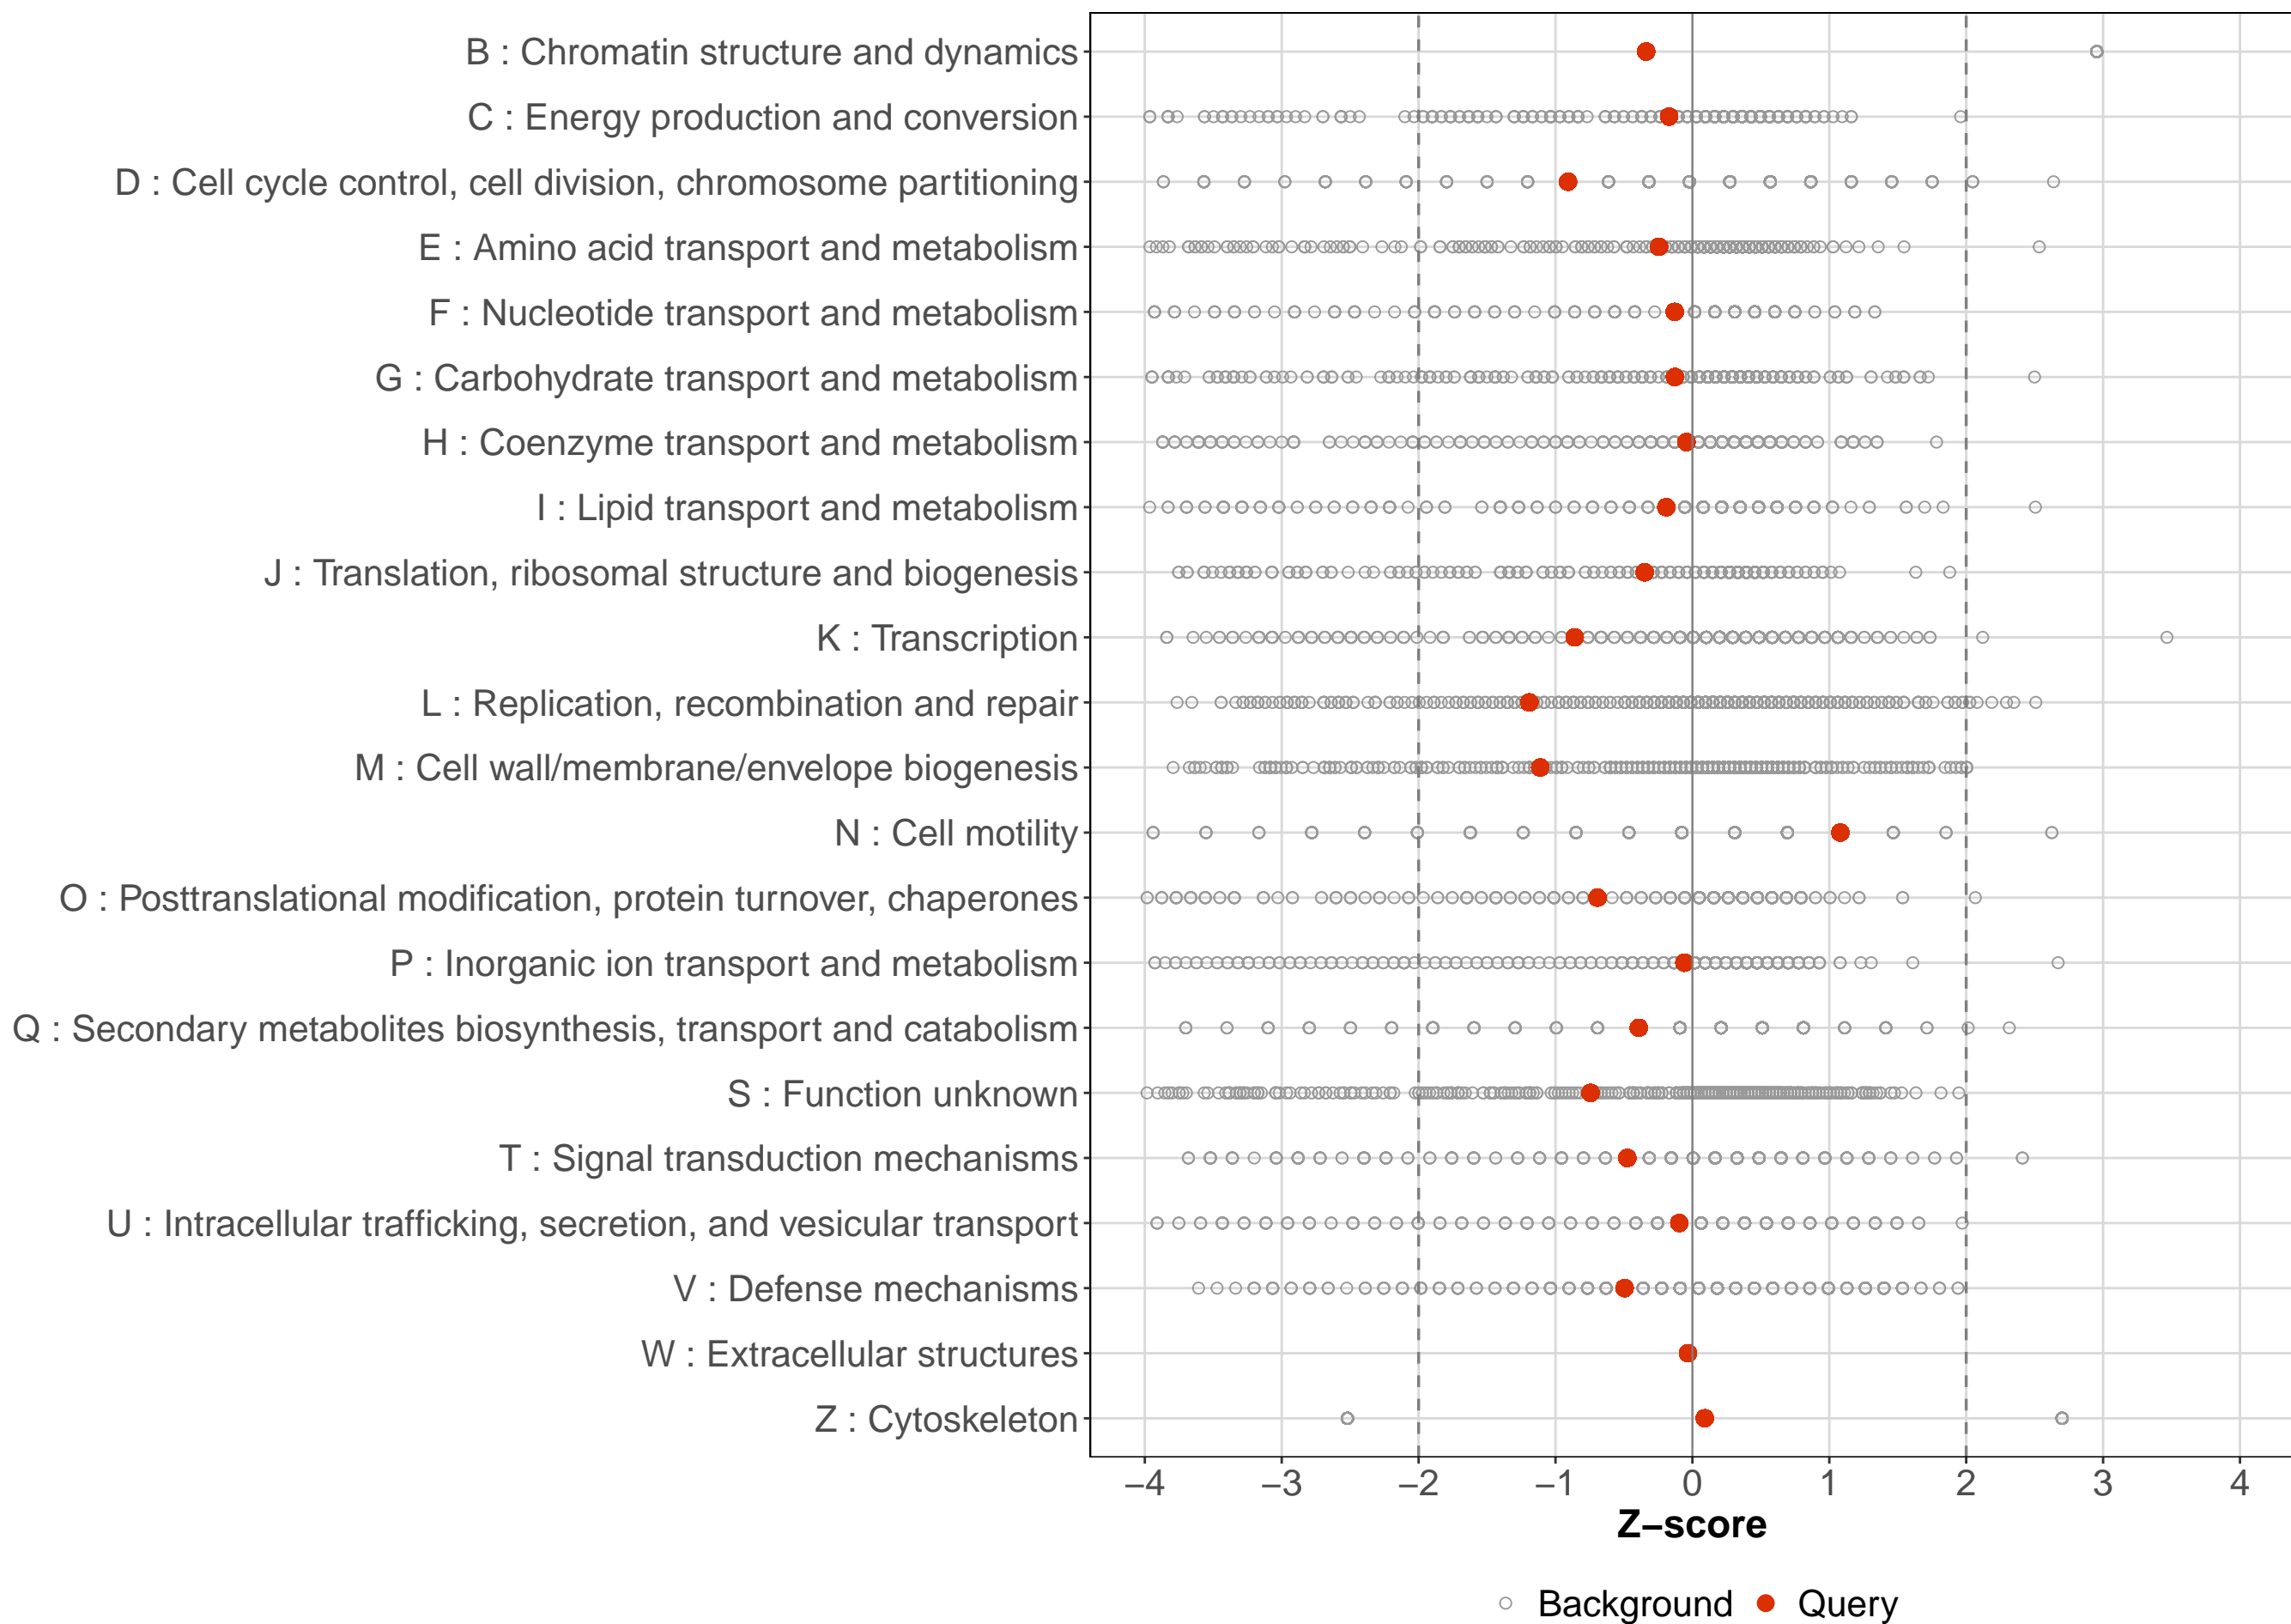 B : Chromatin structure and dynamics
C : Energy production and conversion
D : Cell cycle control, cell division, chromosome partitioning
E : Amino acid transport and metabolism
F : Nucleotide transport and metabolism
G : Carbohydrate transport and metabolism
H : Coenzyme transport and metabolism
I : Lipid transport and metabolism
J : Translation, ribosomal structure and biogenesis
K : Transcription
L : Replication, recombination and repair
M : Cell wall/membrane/envelope biogenesis
N : Cell motility
O : Posttranslational modification, protein turnover, chaperones
P : Inorganic ion transport and metabolism
Q : Secondary metabolites biosynthesis, transport and catabolism
S : Function unknown
T : Signal transduction mechanisms
U : Intracellular trafficking, secretion, and vesicular transport
V : Defense mechanisms
W : Extracellular structures
Z : Cytoskeleton
−4 −3 −2 −1 0 1 2 3 4
Z−score
Background Query